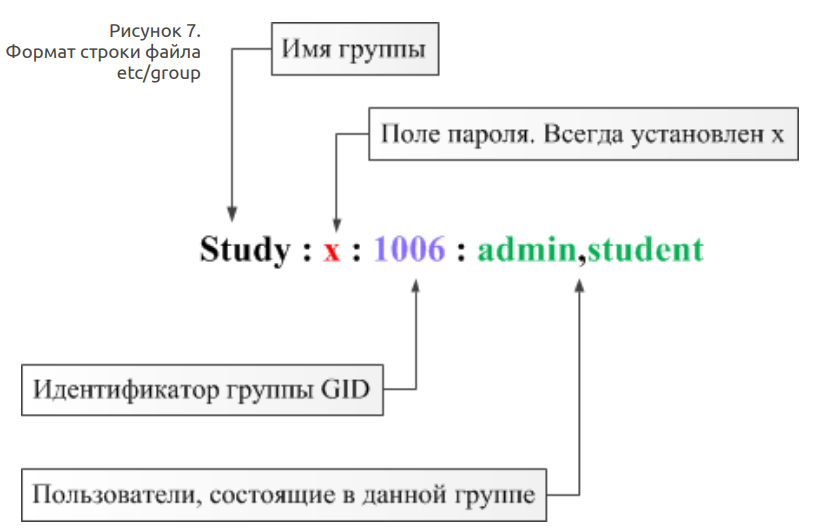 Рисунок 7.
Формат строки файла
etc/group
Имя группы
Поле пароля. Всегда установлен x
Study : x : 1006 : admin,student
Идентификатор группы GID
Пользователи, состоящие в данной группе